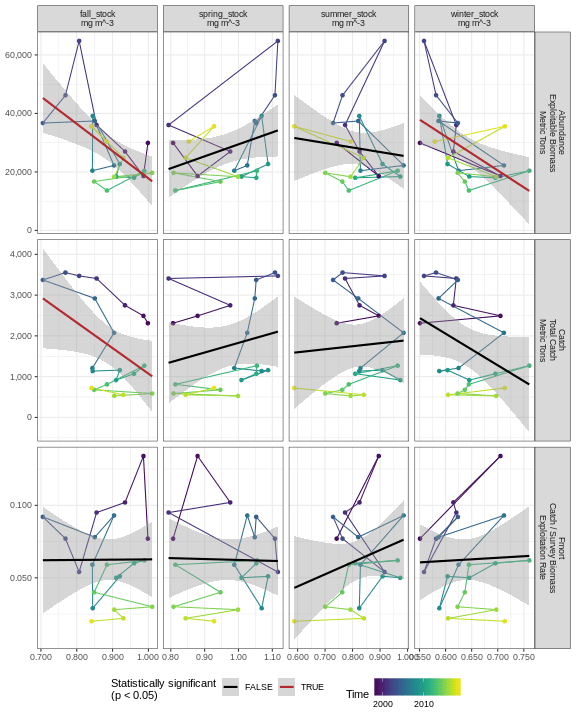 fall_stock
mg m^-3
spring_stock
mg m^-3
summer_stock
mg m^-3
winter_stock
mg m^-3
60,000
40,000
20,000
0
Abundance
Exploitable Biomass
Metric Tons
4,000
3,000
2,000
1,000
0
Catch
Total Catch
Metric Tons
0.100
0.050
Fmort
Catch / Survey Biomass
Exploitation Rate
0.700 0.800 0.900 1.000
0.80 0.90 1.00 1.10
0.600 0.700 0.800 0.900 1.000
0.550 0.600 0.650 0.700 0.750
Statistically significant
(p < 0.05)
FALSE
TRUE
Time
2000 2010